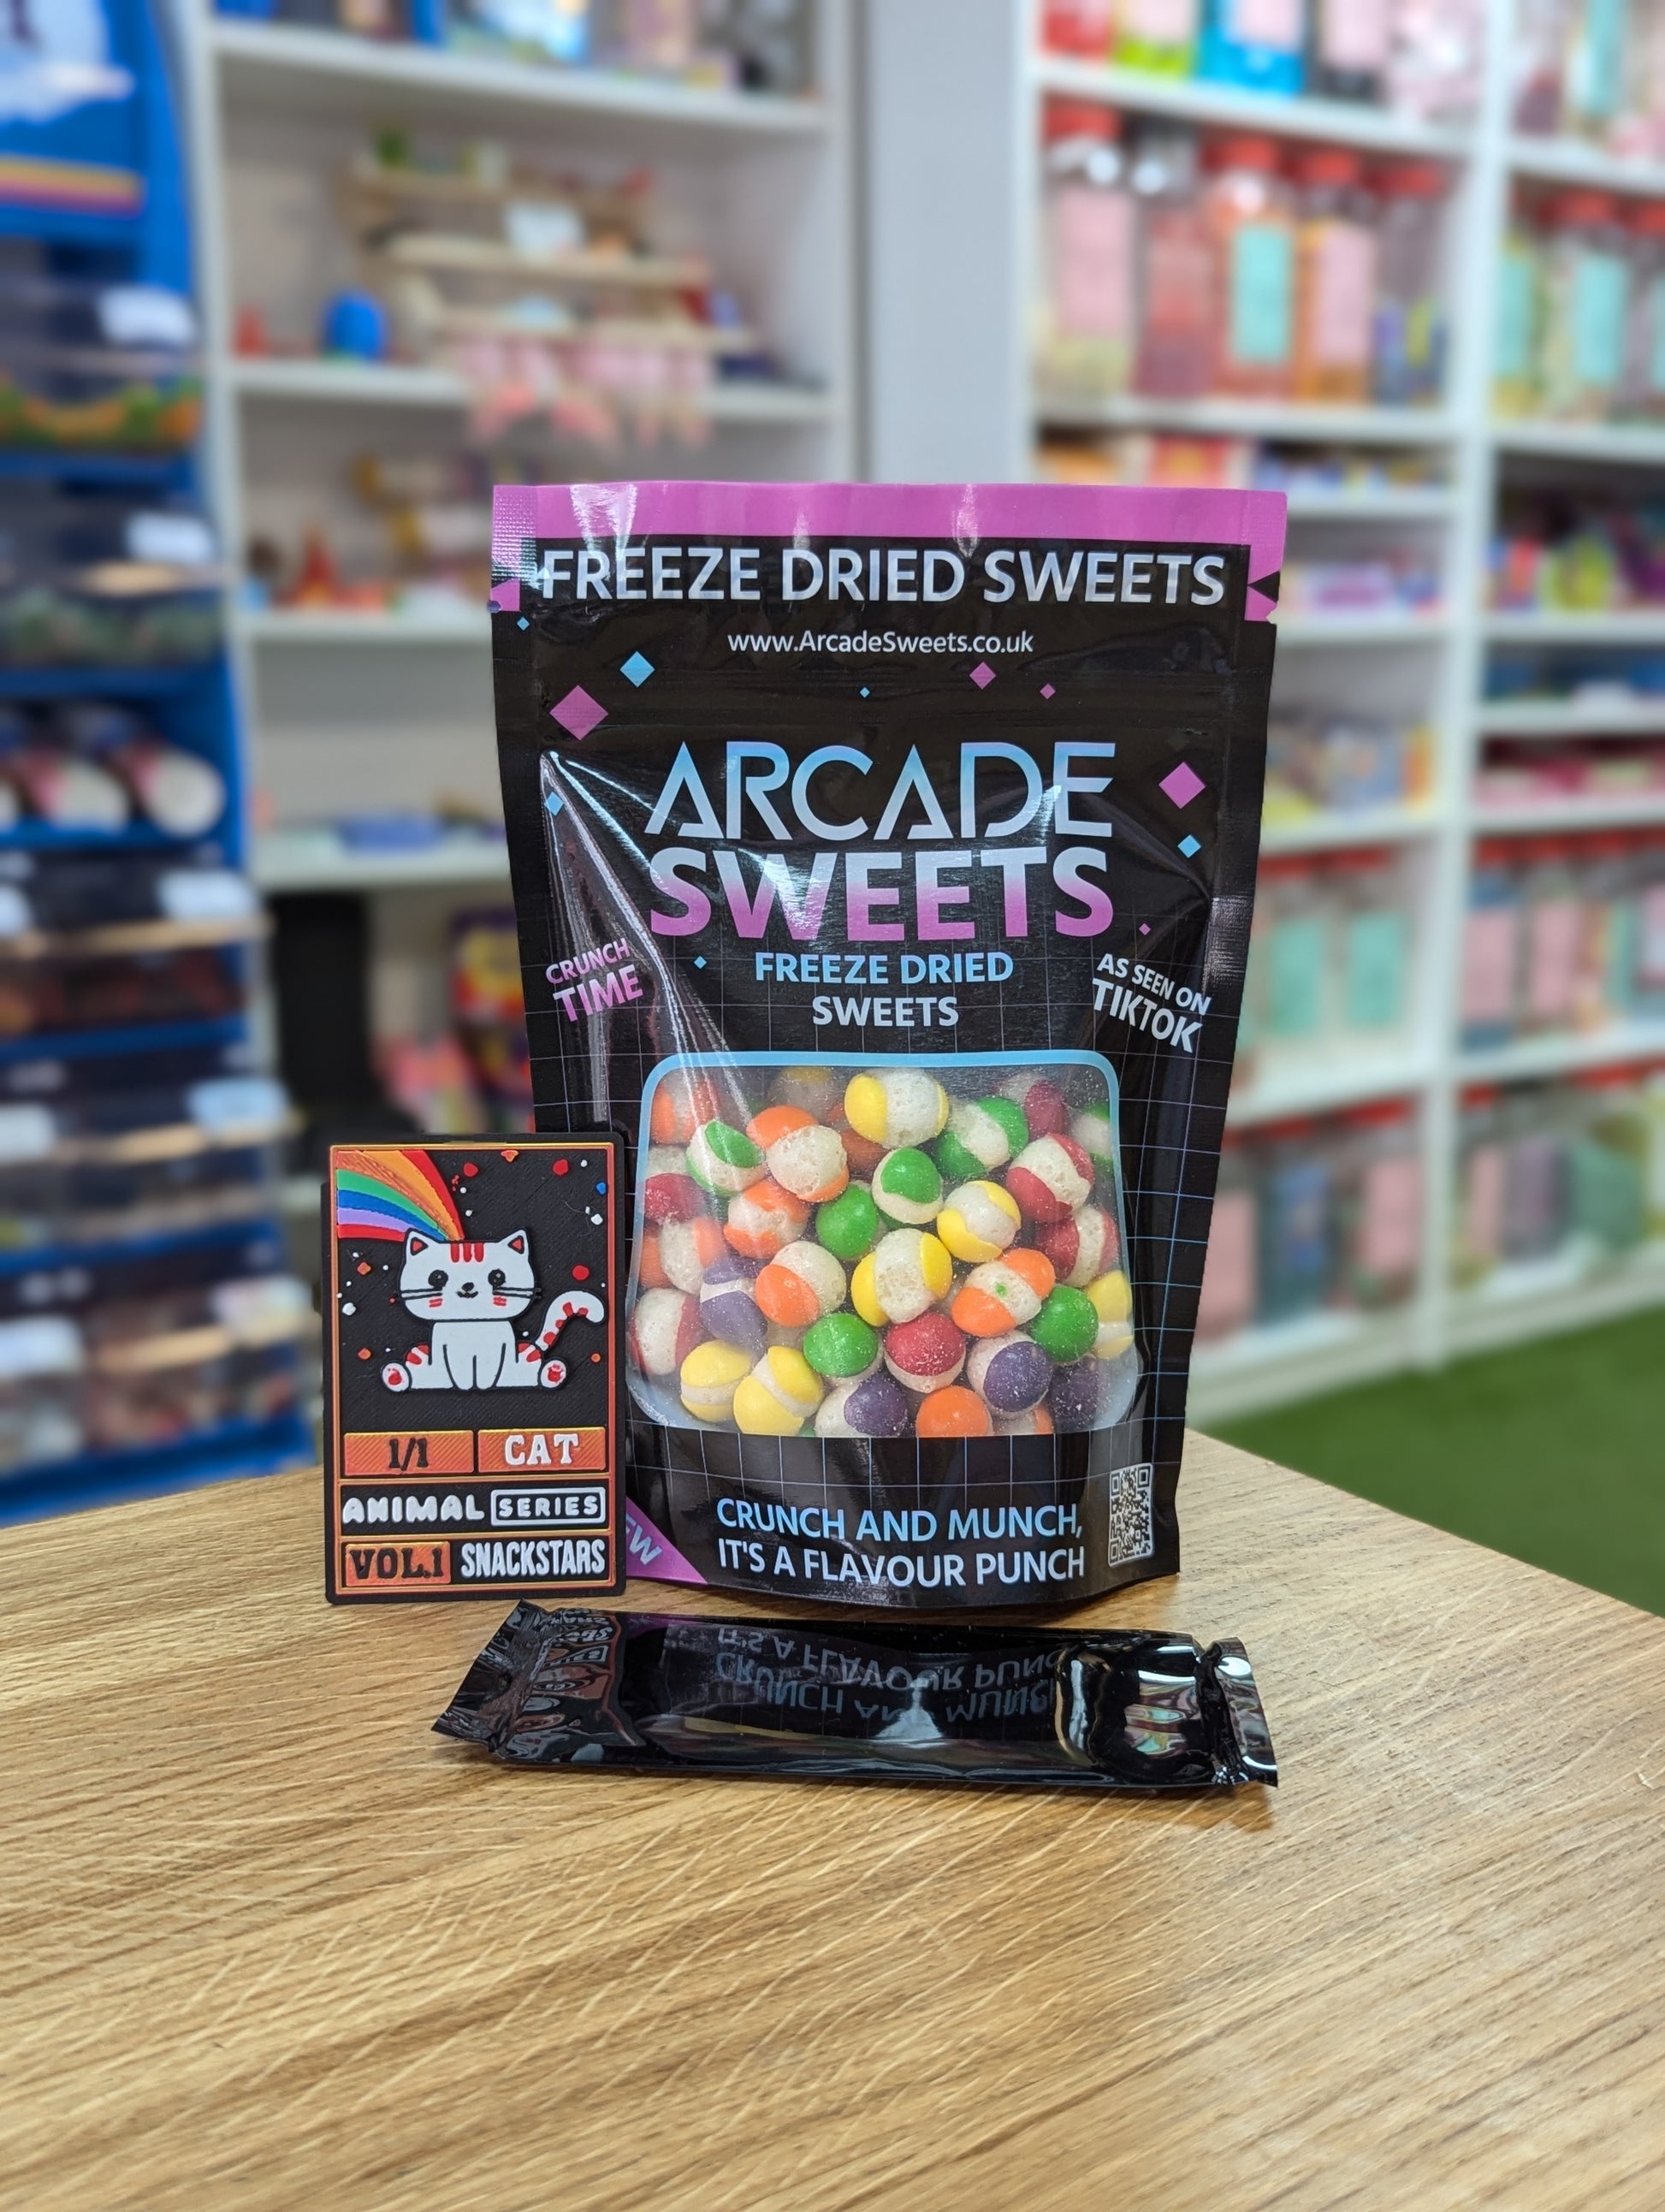 FREEZE DRIED SWEETS
www.ArcadeSweets.co.uk
ARCADE
SWEETS
FREEZE DRIED
SWEETS
CRUNCH
TIME
AS SEEN ON
TIKTOK
CRUNCH AND MUNCH,
IT'S A FLAVOUR PUNCH
1/1 CAT
ANIMAL SERIES
VOL.1 SNACKSTARS